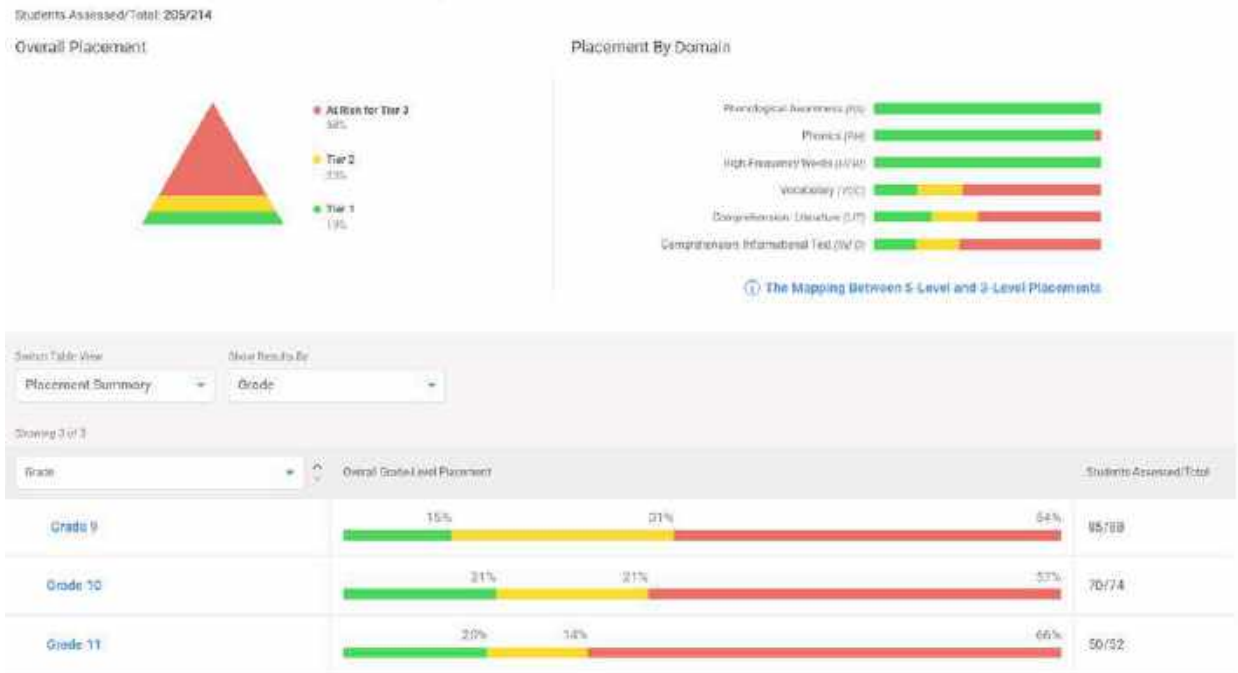 Students Assessed/Total: 205/214
Overall Placement
At Risk for Tier 3
58%
Tier 2
23%
Tier 1
19%
Placement By Domain
Phonological Awareness
Phonics (PH)
High-Frequency Words
Vocabulary (VOC)
Comprehension: Literature (LIT)
Comprehension: Informational Text
The Mapping Between 5-Level and 3-Level Placements
Switch Table View
Show Results By
Placement Summary
Grade
Showing 3 of 3
Grade
Overall Grade-Level Placement
Students Assessed/Total
Grade 9
15%
31%
54%
85/88
Grade 10
21%
21%
57%
70/74
Grade 11
20%
14%
66%
50/52